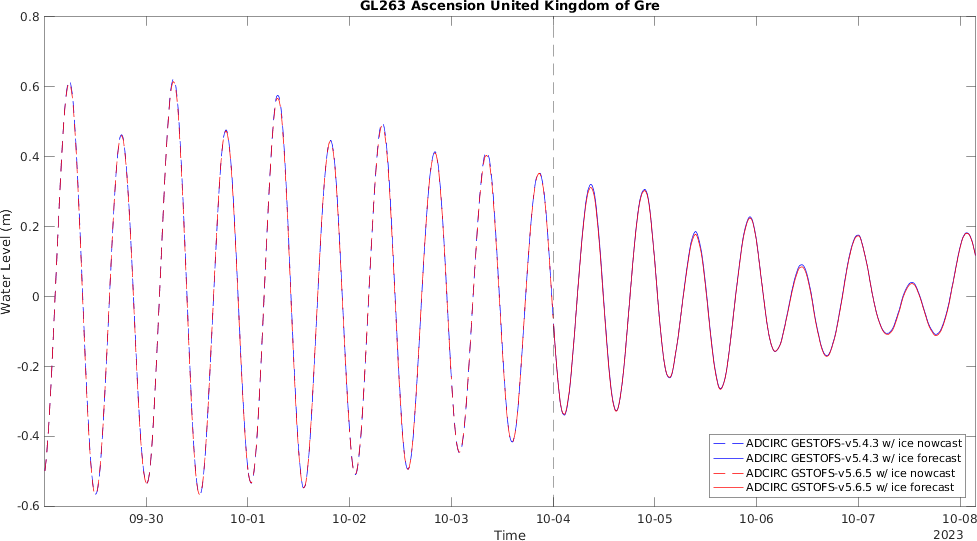 GL263 Ascension United Kingdom of Gre
0.8
0.6
0.4
0.2
0
-0.2
-0.4
-0.6
Water Level (m)
09-30
10-01
10-02
10-03
10-04
10-05
10-06
10-07
10-08
2023
Time
ADCIRC GESTOFS-v5.4.3 w/ ice nowcast
ADCIRC GESTOFS-v5.4.3 w/ ice forecast
ADCIRC GSTOFS-v5.6.5 w/ ice nowcast
ADCIRC GSTOFS-v5.6.5 w/ ice forecast